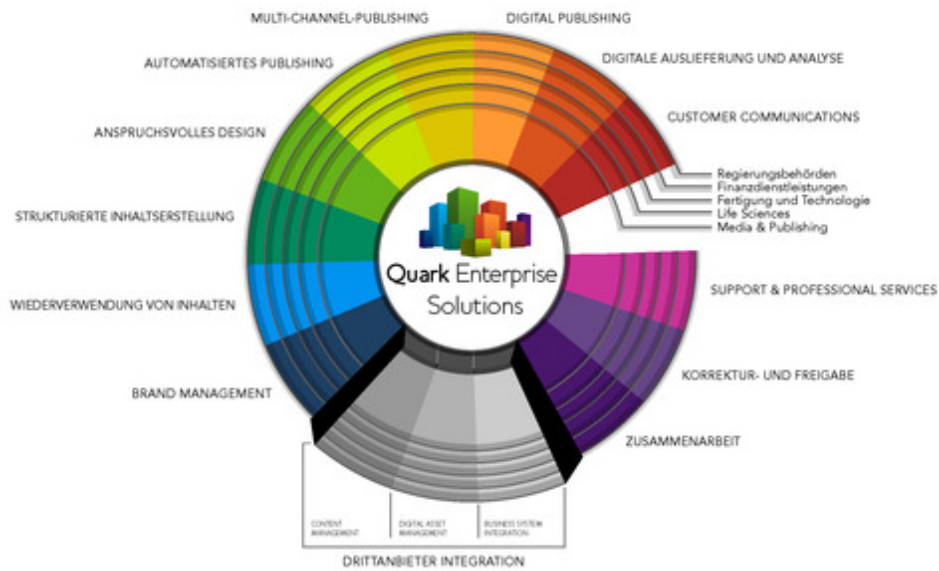 MULTI-CHANNEL-PUBLISHING
DIGITAL PUBLISHING
AUTOMATISIERTES PUBLISHING
DIGITALE AUSLIEFERUNG UND ANALYSE
ANSPRUCHSVOLLES DESIGN
CUSTOMER COMMUNICATIONS
Regierungsbehörden
Finanzdienstleistungen
Fertigung und Technologie
Life Sciences
Media & Publishing
STRUKTURIERTE INHALTSERSTELLUNG
Quark Enterprise
Solutions
WIEDERVERWENDUNG VON INHALTEN
SUPPORT & PROFESSIONAL SERVICES
BRAND MANAGEMENT
KORREKTUR- UND FREIGABE
ZUSAMMENARBEIT
CONTENT
MANAGEMENT
DIGITAL ASSET
MANAGEMENT
BUSINESS SYSTEM
INTEGRATION
DRITTANBIETER INTEGRATION